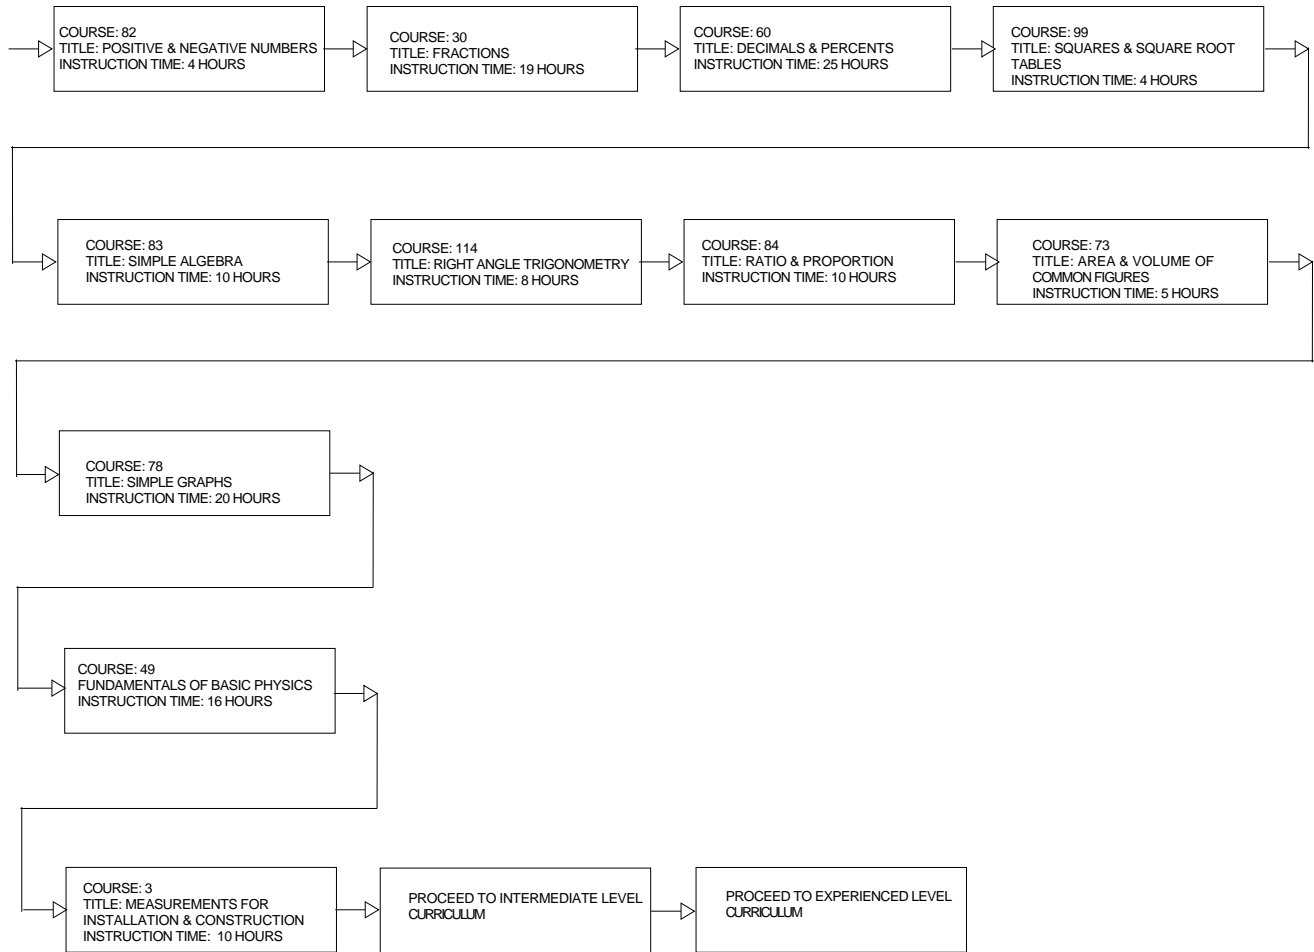 COURSE: 82
TITLE: POSITIVE & NEGATIVE NUMBERS
INSTRUCTION TIME: 4 HOURS
COURSE: 30
TITLE: FRACTIONS
INSTRUCTION TIME: 19 HOURS
COURSE: 60
TITLE: DECIMALS & PERCENTS
INSTRUCTION TIME: 25 HOURS
COURSE: 99
TITLE: SQUARES & SQUARE ROOT
TABLES
INSTRUCTION TIME: 4 HOURS
COURSE: 83
TITLE: SIMPLE ALGEBRA
INSTRUCTION TIME: 10 HOURS
COURSE: 114
TITLE: RIGHT ANGLE TRIGONOMETRY
INSTRUCTION TIME: 8 HOURS
COURSE: 84
TITLE: RATIO & PROPORTION
INSTRUCTION TIME: 10 HOURS
COURSE: 73
TITLE: AREA & VOLUME OF
COMMON FIGURES
INSTRUCTION TIME: 5 HOURS
COURSE: 78
TITLE: SIMPLE GRAPHS
INSTRUCTION TIME: 20 HOURS
COURSE: 49
FUNDAMENTALS OF BASIC PHYSICS
INSTRUCTION TIME: 16 HOURS
COURSE: 3
TITLE: MEASUREMENTS FOR
INSTALLATION & CONSTRUCTION
INSTRUCTION TIME: 10 HOURS
PROCEED TO INTERMEDIATE LEVEL
CURRICULUM
PROCEED TO EXPERIENCED LEVEL
CURRICULUM